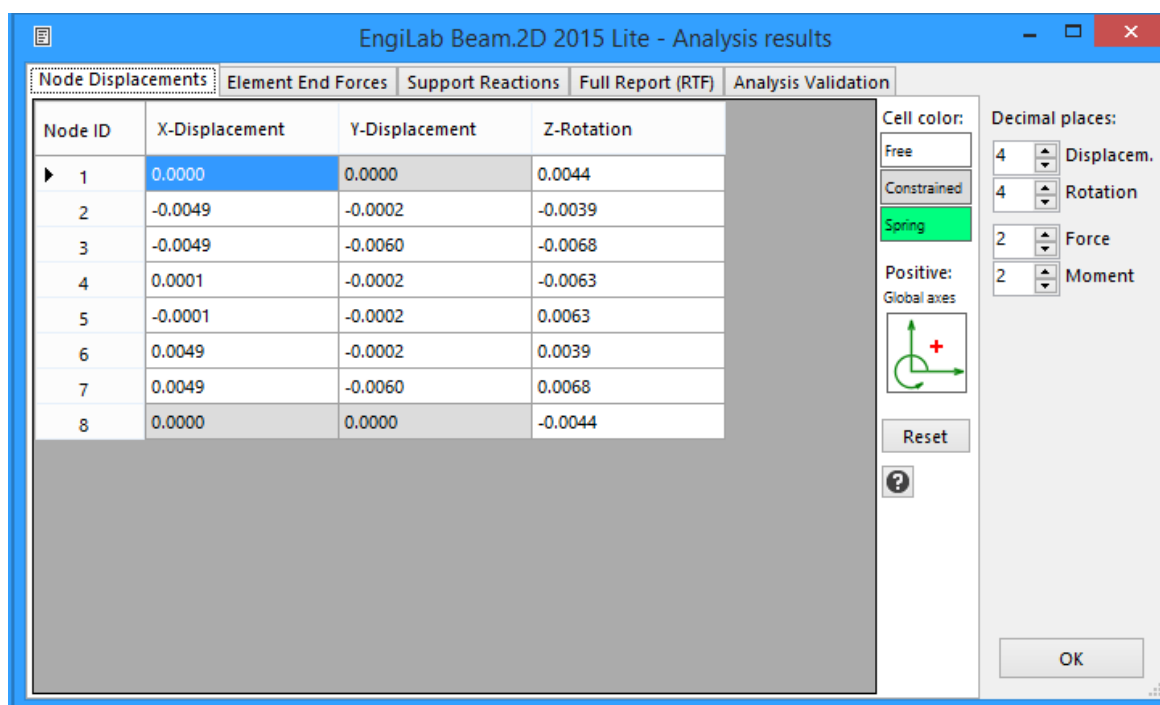 EngiLab Beam.2D 2015 Lite - Analysis results
Node Displacements Element End Forces Support Reactions Full Report (RTF) Analysis Validation
Node ID X-Displacement Y-Displacement Z-Rotation
1 0.0000 0.0000 0.0044
2 -0.0049 -0.0002 -0.0039
3 -0.0049 -0.0060 -0.0068
4 0.0001 -0.0002 -0.0063
5 -0.0001 -0.0002 0.0063
6 0.0049 -0.0002 0.0039
7 0.0049 -0.0060 0.0068
8 0.0000 0.0000 -0.0044
Cell color:
Free
Constrained
Spring
Positive:
Global axes
+
Reset
?
Decimal places:
4 Displacem.
4 Rotation
2 Force
2 Moment
OK